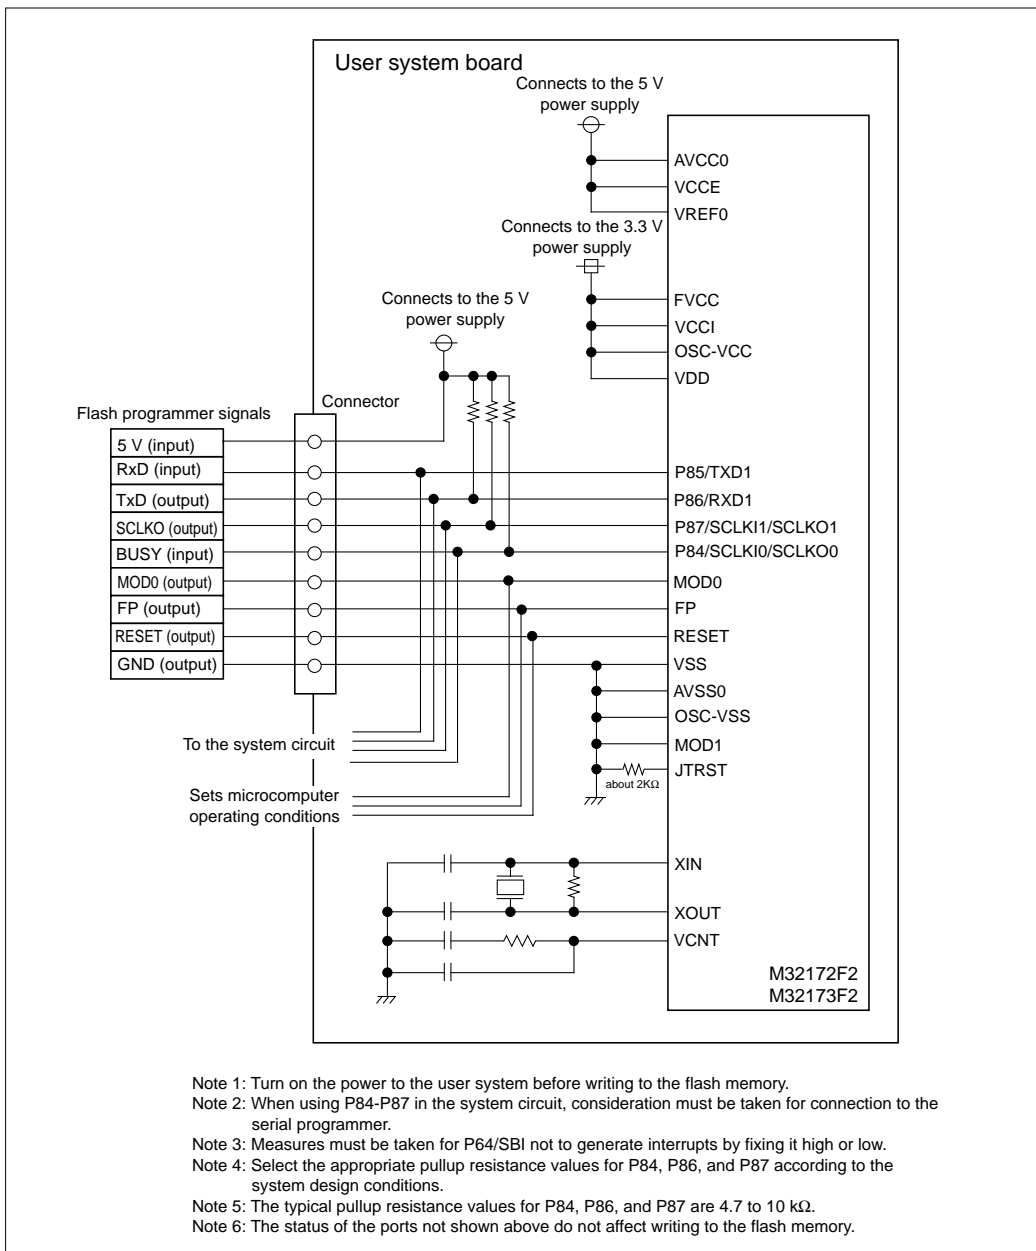 User system board
Connects to the 5 V
power supply
AVCC0
VCCE
VREF0
Connects to the 3.3 V
power supply
FVCC
VCCI
OSC-VCC
VDD
Connects to the 5 V
power supply
Connector
Flash programmer signals
5 V (input)
RxD (input)
TxD (output)
SCLKO (output)
BUSY (input)
MOD0 (output)
FP (output)
RESET (output)
GND (output)
P85/TXD1
P86/RXD1
P87/SCLKI1/SCLKO1
P84/SCLKI0/SCLKO0
MOD0
FP
RESET
VSS
AVSS0
OSC-VSS
MOD1
JTRST
about 2KΩ
To the system circuit
Sets microcomputer
operating conditions
XIN
XOUT
VCNT
M32172F2
M32173F2
Note 1: Turn on the power to the user system before writing to the flash memory.
Note 2: When using P84-P87 in the system circuit, consideration must be taken for connection to the
serial programmer.
Note 3: Measures must be taken for P64/SBI not to generate interrupts by fixing it high or low.
Note 4: Select the appropriate pullup resistance values for P84, P86, and P87 according to the
system design conditions.
Note 5: The typical pullup resistance values for P84, P86, and P87 are 4.7 to 10 kΩ.
Note 6: The status of the ports not shown above do not affect writing to the flash memory.